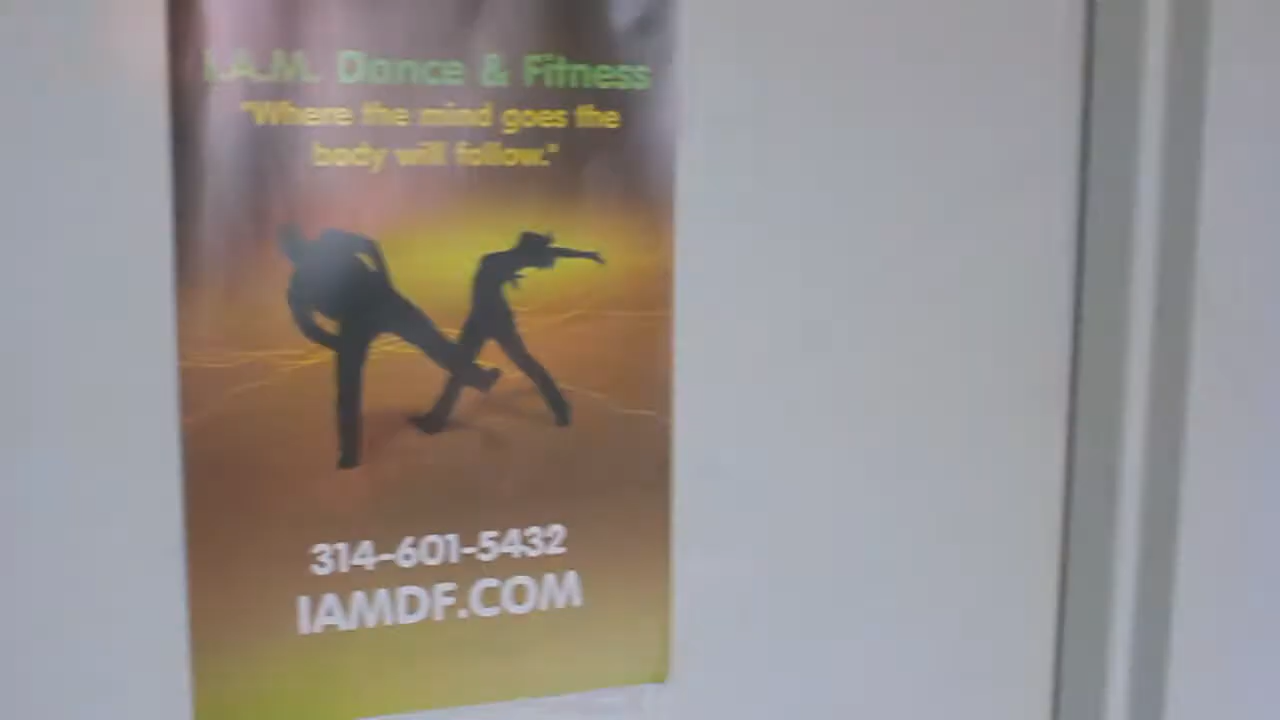 I.A.M. Dance & Fitness
"Where the mind goes the
body will follow."
314-601-5432
IAMDF.COM